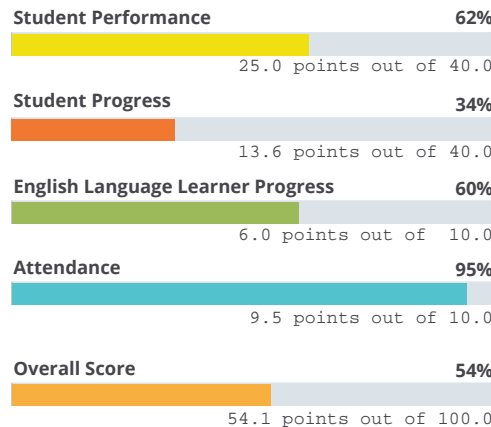 Student Performance 62%
25.0 points out of 40.0
Student Progress 34%
13.6 points out of 40.0
English Language Learner Progress 60%
6.0 points out of 10.0
Attendance 95%
9.5 points out of 10.0
Overall Score 54%
54.1 points out of 100.0